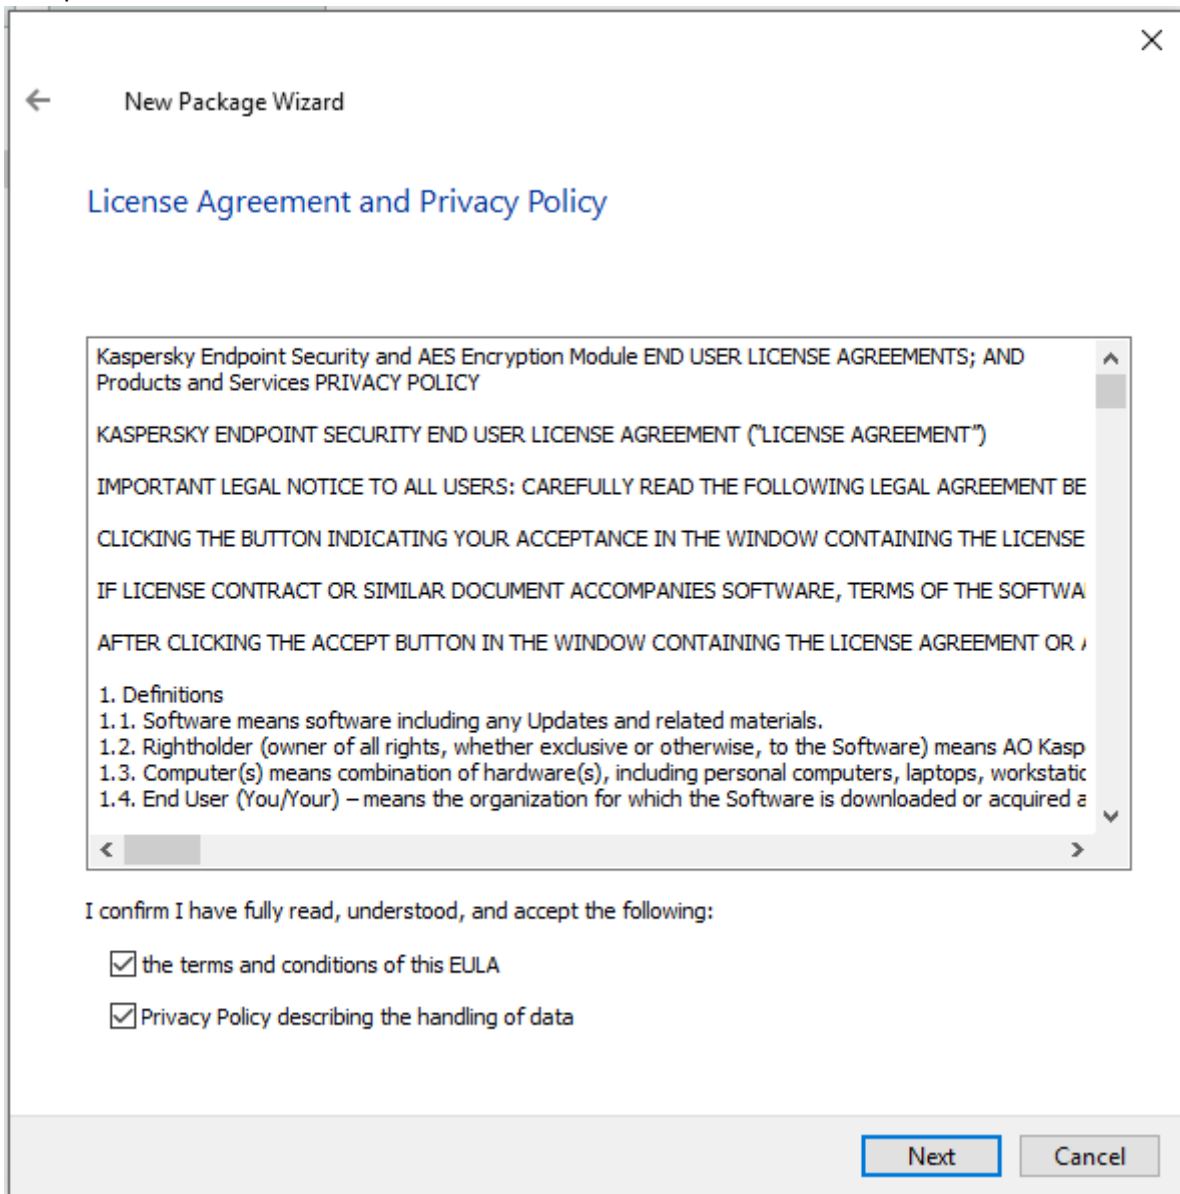 New Package Wizard
License Agreement and Privacy Policy
Kaspersky Endpoint Security and AES Encryption Module END USER LICENSE AGREEMENTS; AND
Products and Services PRIVACY POLICY
KASPERSKY ENDPOINT SECURITY END USER LICENSE AGREEMENT ("LICENSE AGREEMENT")
IMPORTANT LEGAL NOTICE TO ALL USERS: CAREFULLY READ THE FOLLOWING LEGAL AGREEMENT BE
CLICKING THE BUTTON INDICATING YOUR ACCEPTANCE IN THE WINDOW CONTAINING THE LICENSE
IF LICENSE CONTRACT OR SIMILAR DOCUMENT ACCOMPANIES SOFTWARE, TERMS OF THE SOFTWA
AFTER CLICKING THE ACCEPT BUTTON IN THE WINDOW CONTAINING THE LICENSE AGREEMENT OR
1. Definitions
1.1. Software means software including any Updates and related materials.
1.2. Rightholder (owner of all rights, whether exclusive or otherwise, to the Software) means AO Kasp
1.3. Computer(s) means combination of hardware(s), including personal computers, laptops, workstatic
1.4. End User (You/Your) – means the organization for which the Software is downloaded or acquired a
I confirm I have fully read, understood, and accept the following:
the terms and conditions of this EULA
Privacy Policy describing the handling of data
Next Cancel